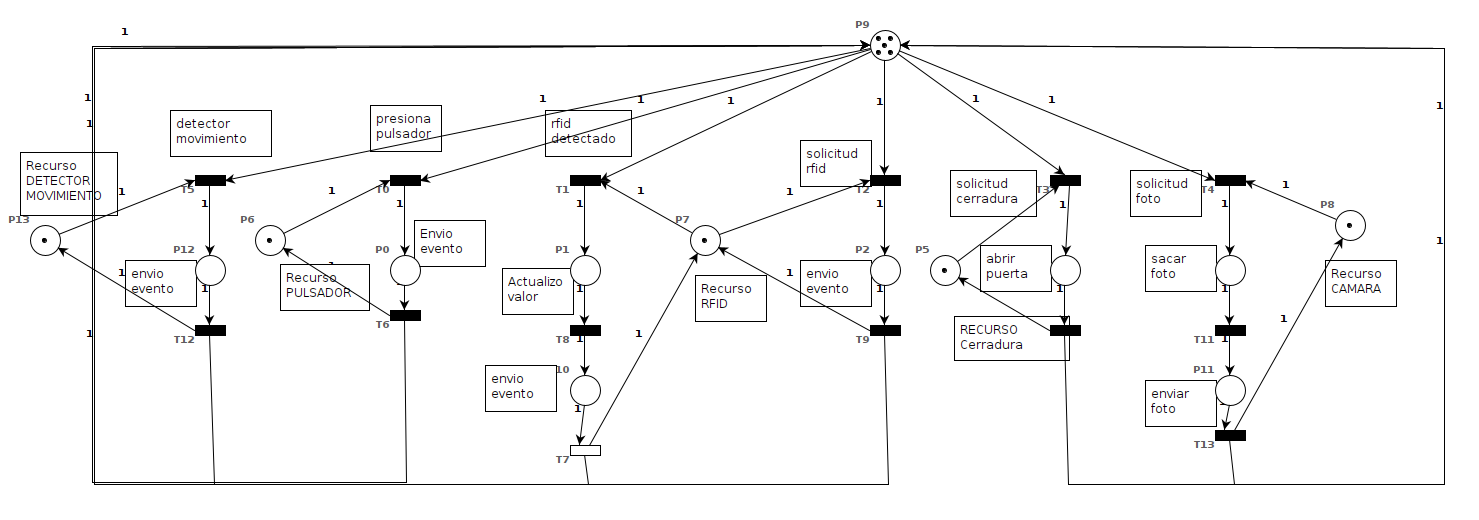 P9
1
1
1
1
1
1
1
1
1
1
detector
movimiento
presiona
pulsador
rfid
detectado
solicitud
rfid
Recurso
DETECTOR
MOVIMIENTO
solicitud
cerradura
solicitud
foto
T5
T0
T1
T2
T3
T4
1
1
1
1
1
1
1
1
1
1
1
P13
P6
P7
P8
Envio
evento
P12
P0
P1
P2
P5
P11
abrir
puerta
sacar
foto
envio
evento
1
Recurso
PULSADOR
Actualizo
valor
Recurso
RFID
envio
evento
1
Recurso
CAMARA
1
1
1
1
1
1
T12
T6
T8
T9
RECURSO
Cerradura
T11
1
1
1
1
1
envio
evento
10
1
enviar
foto
T7
T13